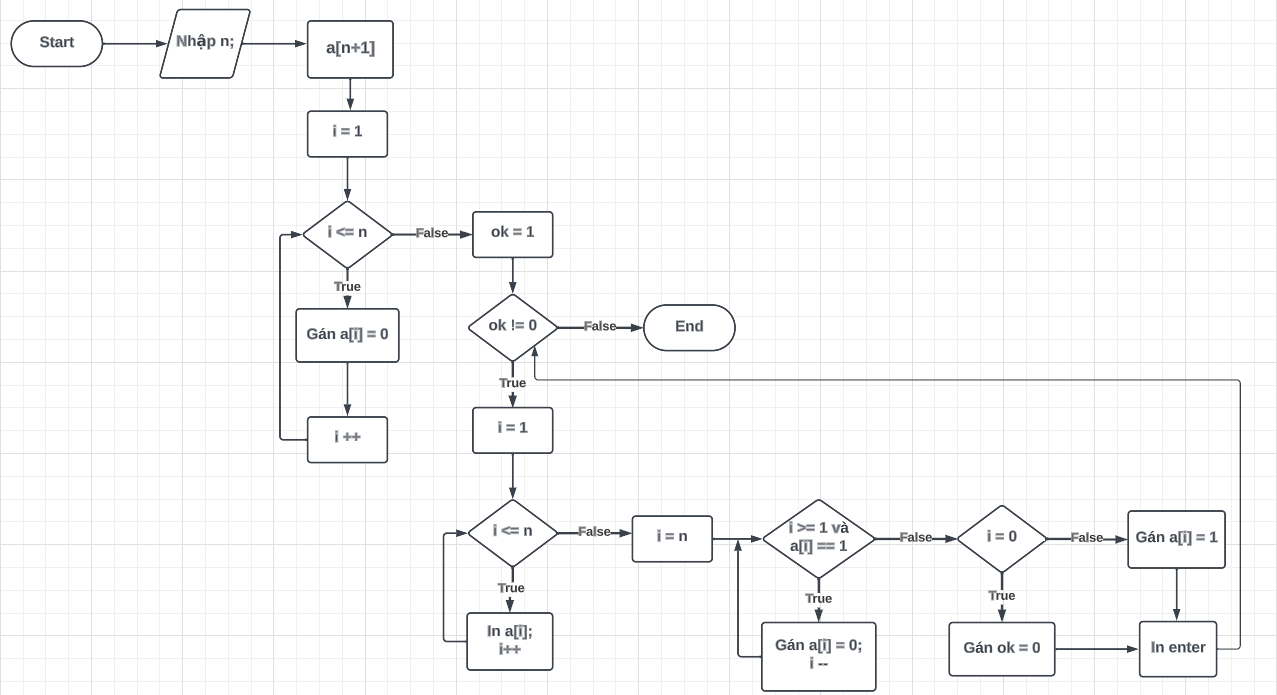 Start
Nhập n;
a[n+1]
i = 1
i <= n
False
ok = 1
True
Gán a[i] = 0
i ++
ok != 0
False
End
True
i = 1
i <= n
False
i = n
i >= 1 và
a[i] == 1
False
i = 0
False
Gán a[i] = 1
True
In a[i];
i++
True
Gán a[i] = 0;
i --
True
Gán ok = 0
In enter